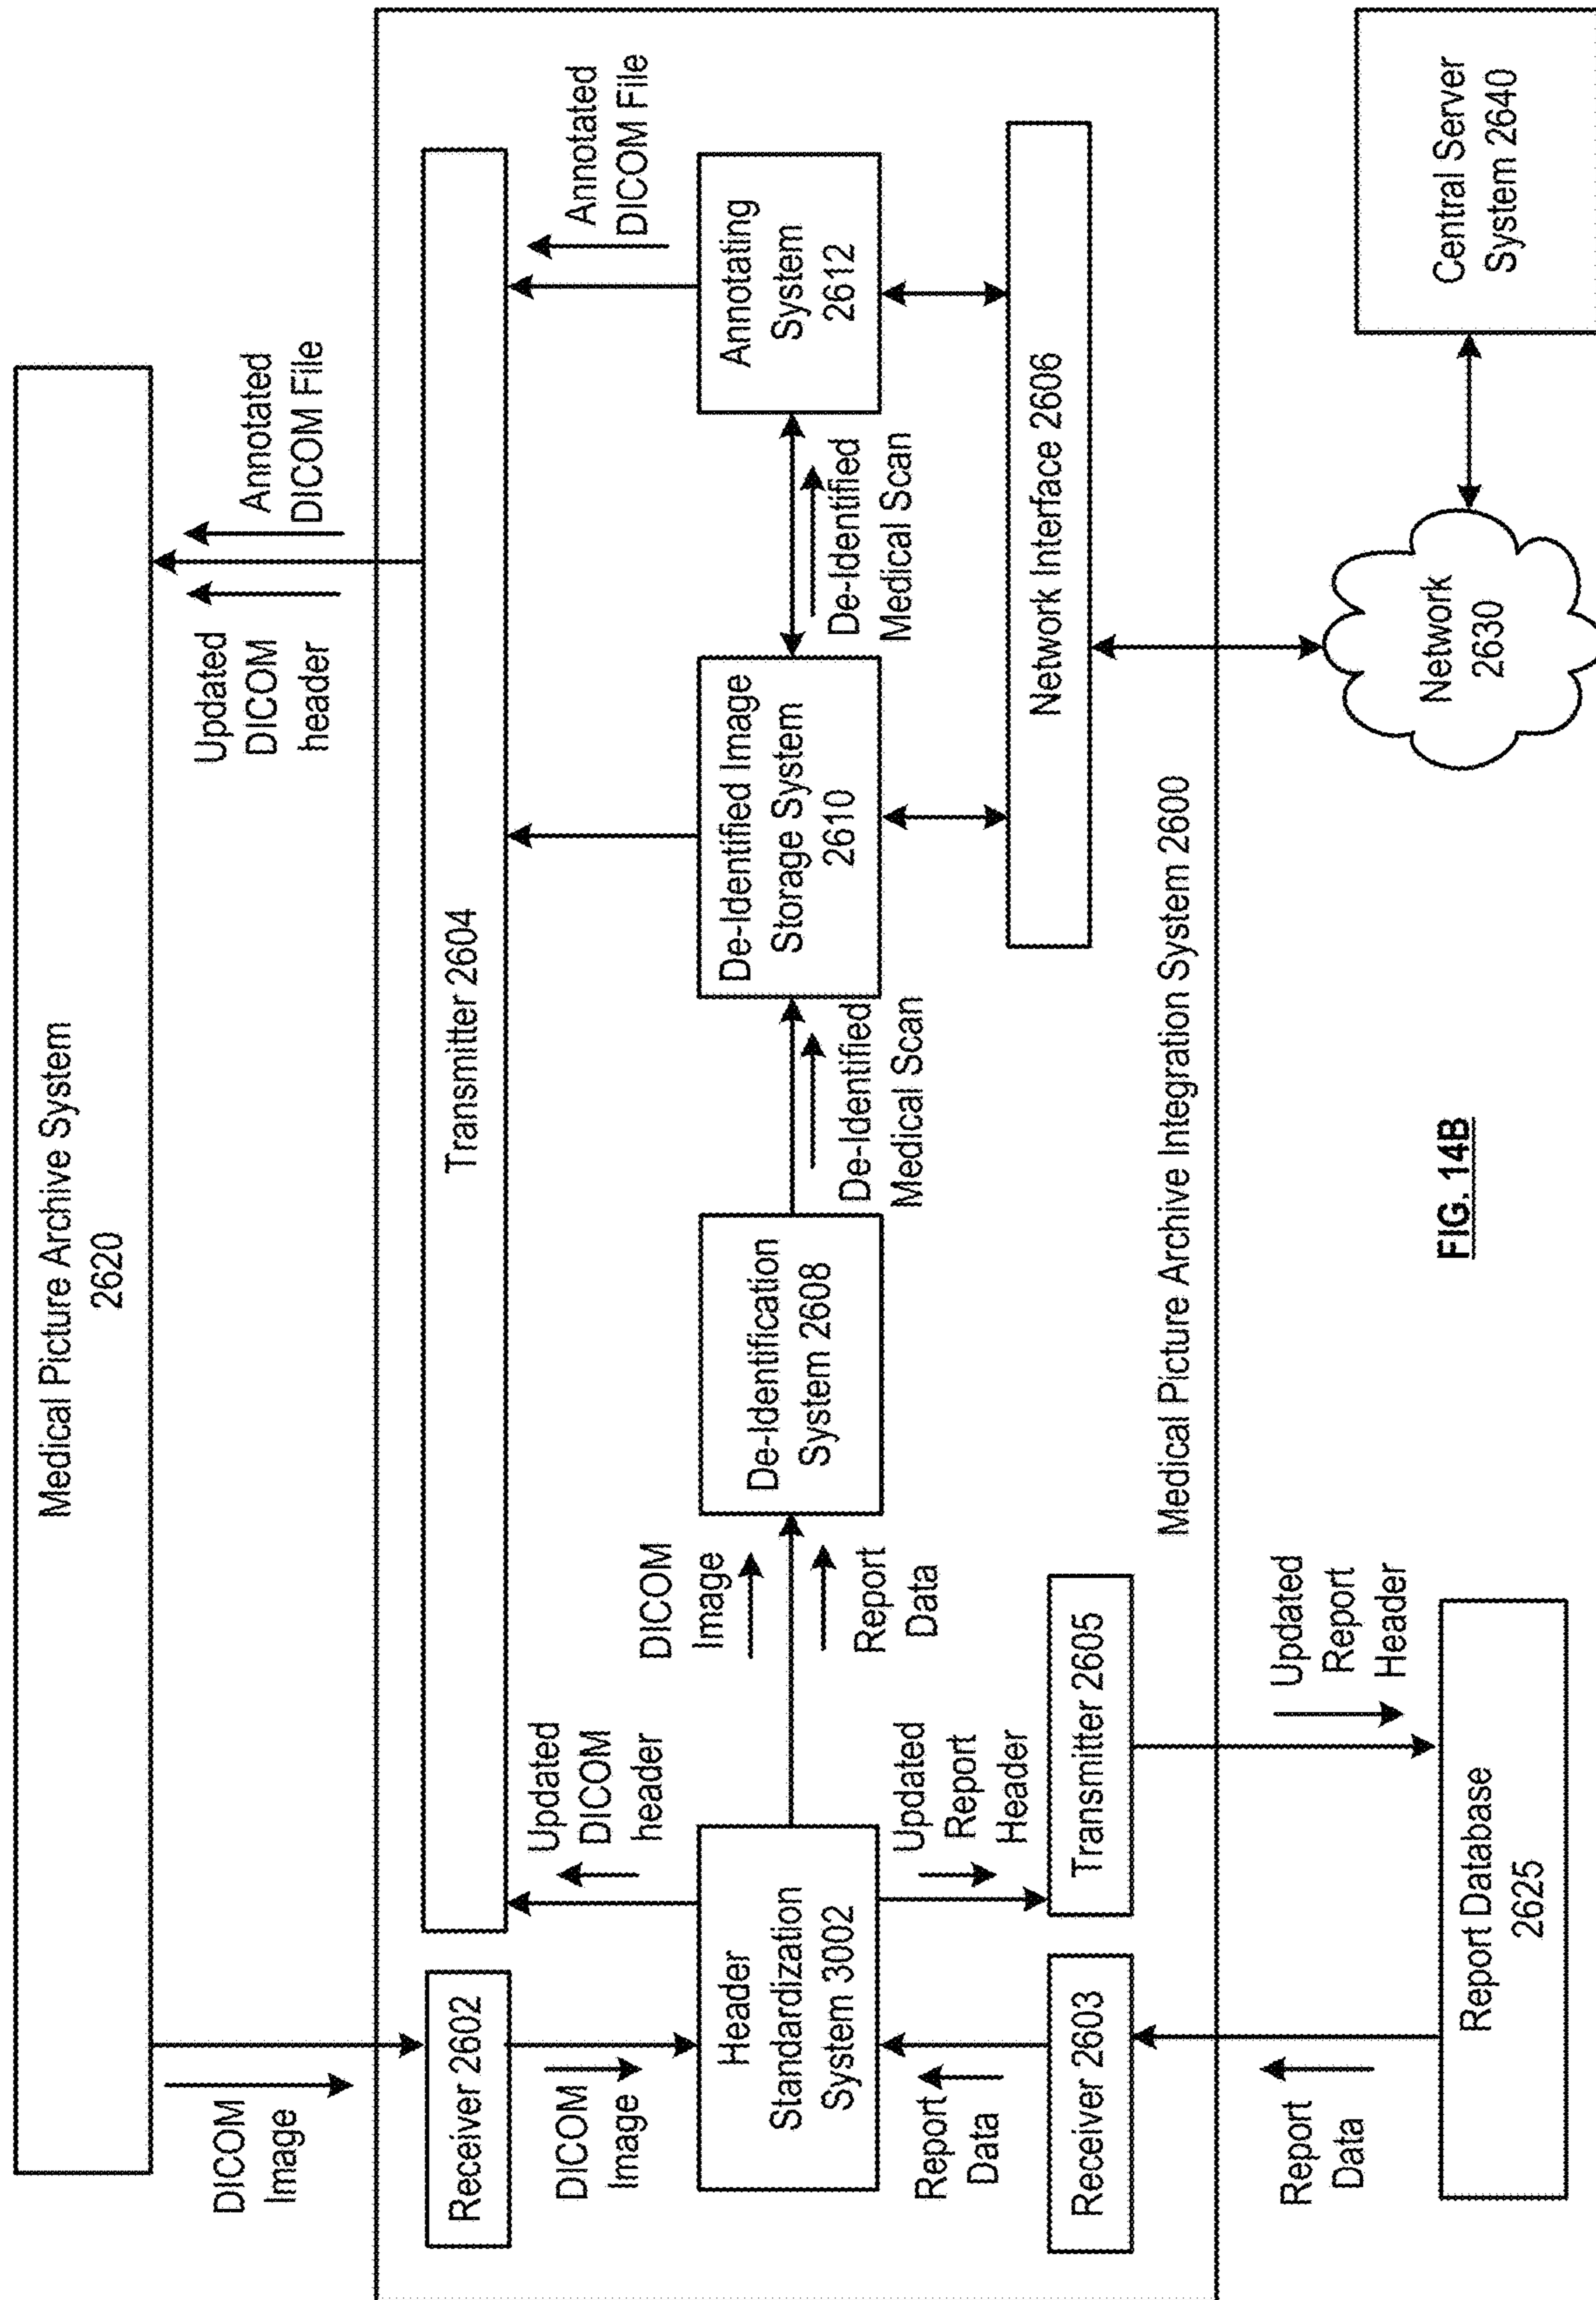 Medical Picture Archive System
2620
DICOM
Image
Updated
DICOM
header
Annotated
DICOM File
Receiver 2602
Transmitter 2604
DICOM
Image
Updated
DICOM
header
Annotated
DICOM File
Header
Standardization
System 3002
DICOM
Image
Report
Data
De-Identification
System 2608
De-Identified
Medical Scan
De-Identified Image
Storage System
2610
De-Identified
Medical Scan
Annotating
System
2612
Report
Data
Updated
Report
Header
Receiver 2603
Transmitter 2605
Network Interface 2606
Medical Picture Archive Integration System 2600
Report
Data
Updated
Report
Header
Report Database
2625
FIG. 14B
Network
2630
Central Server
System 2640